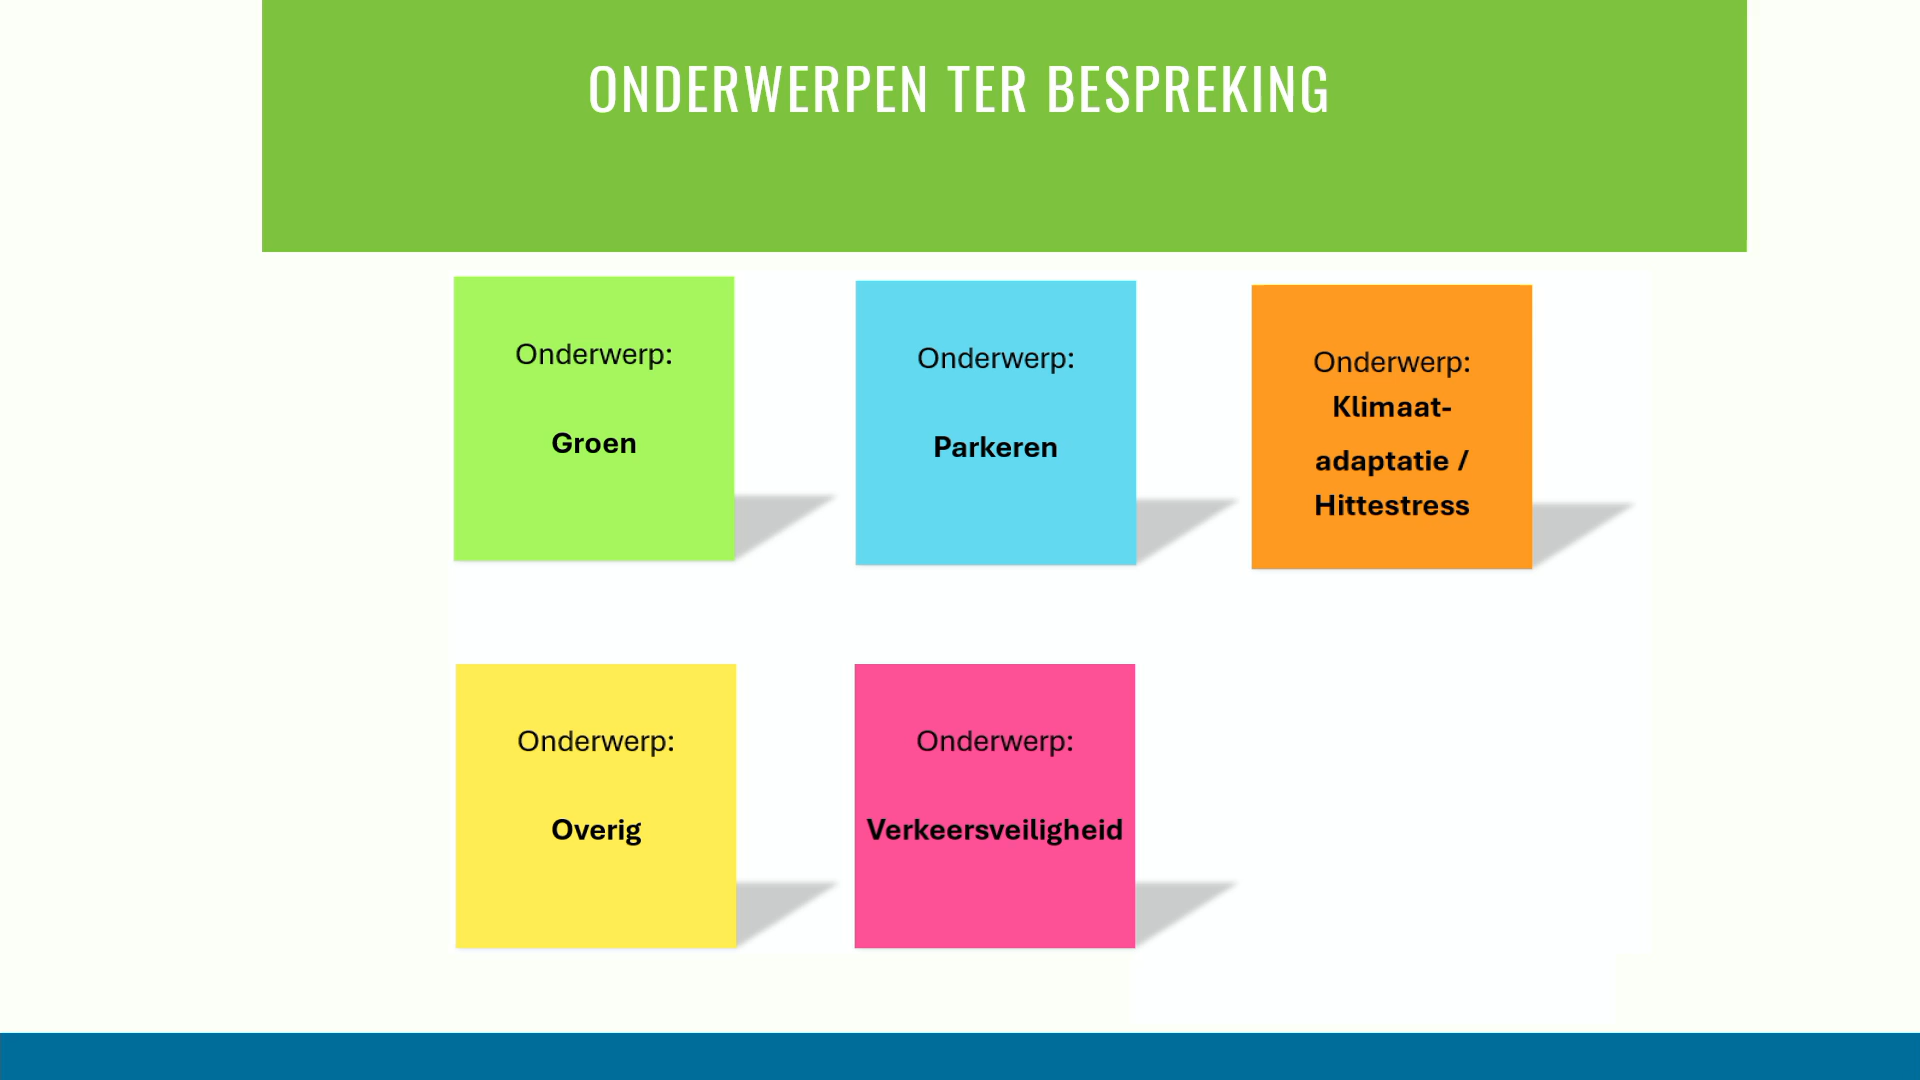 ONDERWERPEN TER BESPREKING
Onderwerp:
Groen
Onderwerp:
Parkeren
Onderwerp:
Klimaat-
adaptatie /
Hittestress
Onderwerp:
Overig
Onderwerp:
Verkeersveiligheid